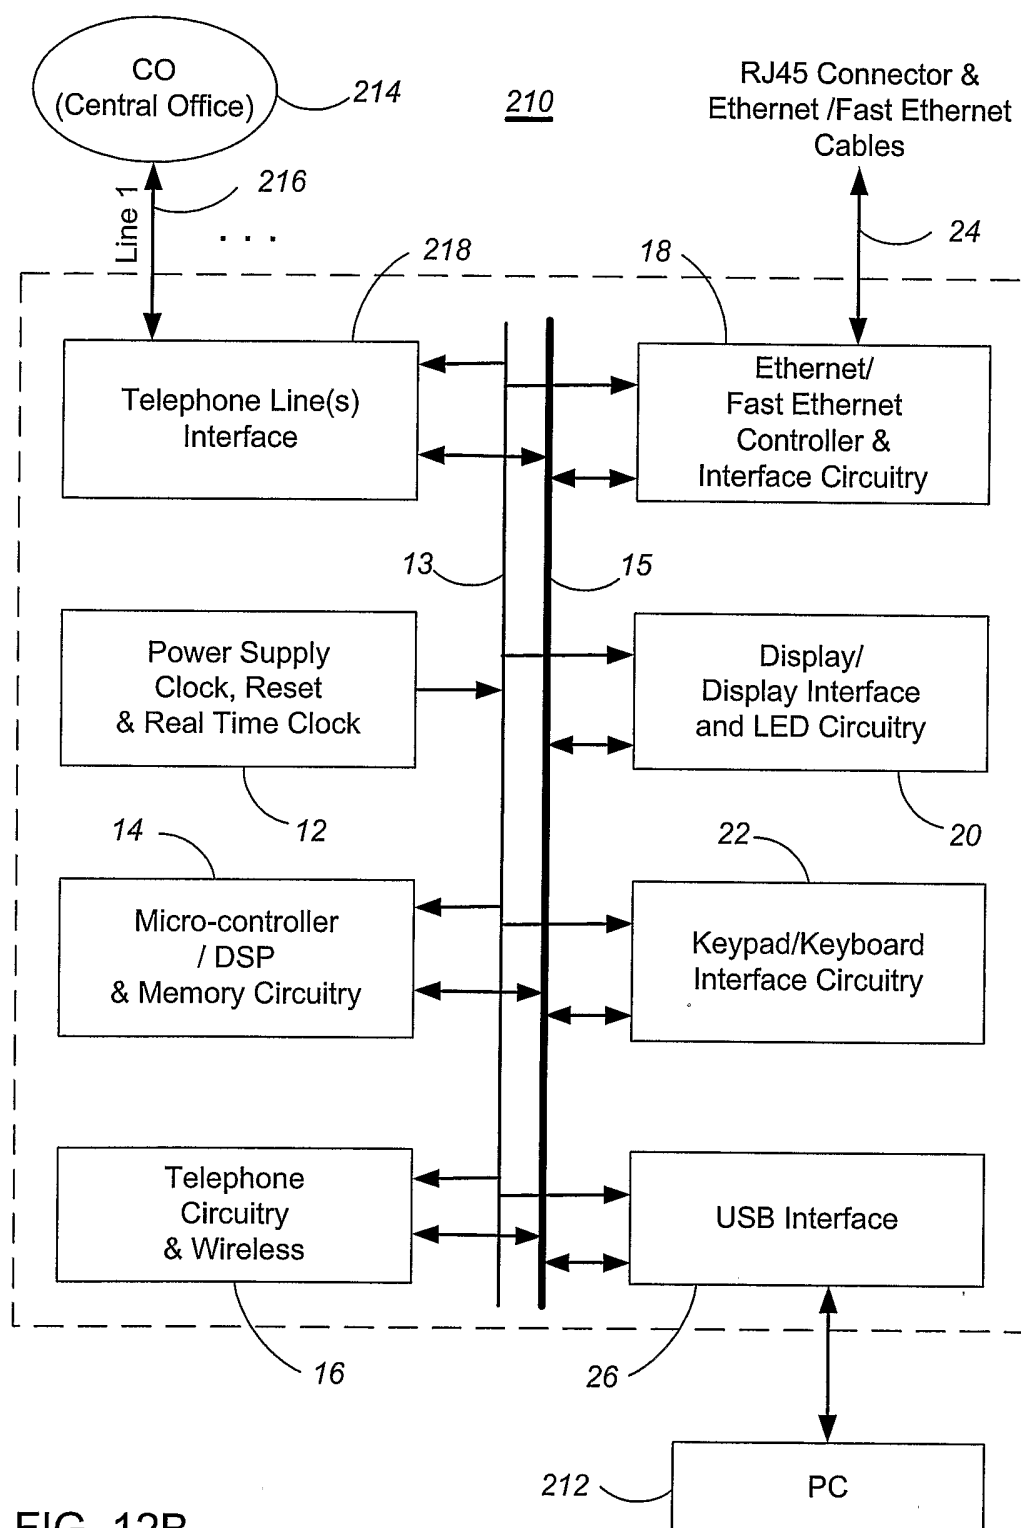 CO
(Central Office)
214
210
RJ45 Connector &
Ethernet /Fast Ethernet
Cables
Line 1
216
. . .
24
218
18
Telephone Line(s)
Interface
Ethernet/
Fast Ethernet
Controller &
Interface Circuitry
13
15
Power Supply
Clock, Reset
& Real Time Clock
Display/
Display Interface
and LED Circuitry
12
20
14
22
Micro-controller
/ DSP
& Memory Circuitry
Keypad/Keyboard
Interface Circuitry
Telephone
Circuitry
& Wireless
USB Interface
16
26
212
PC
FIG. 12B